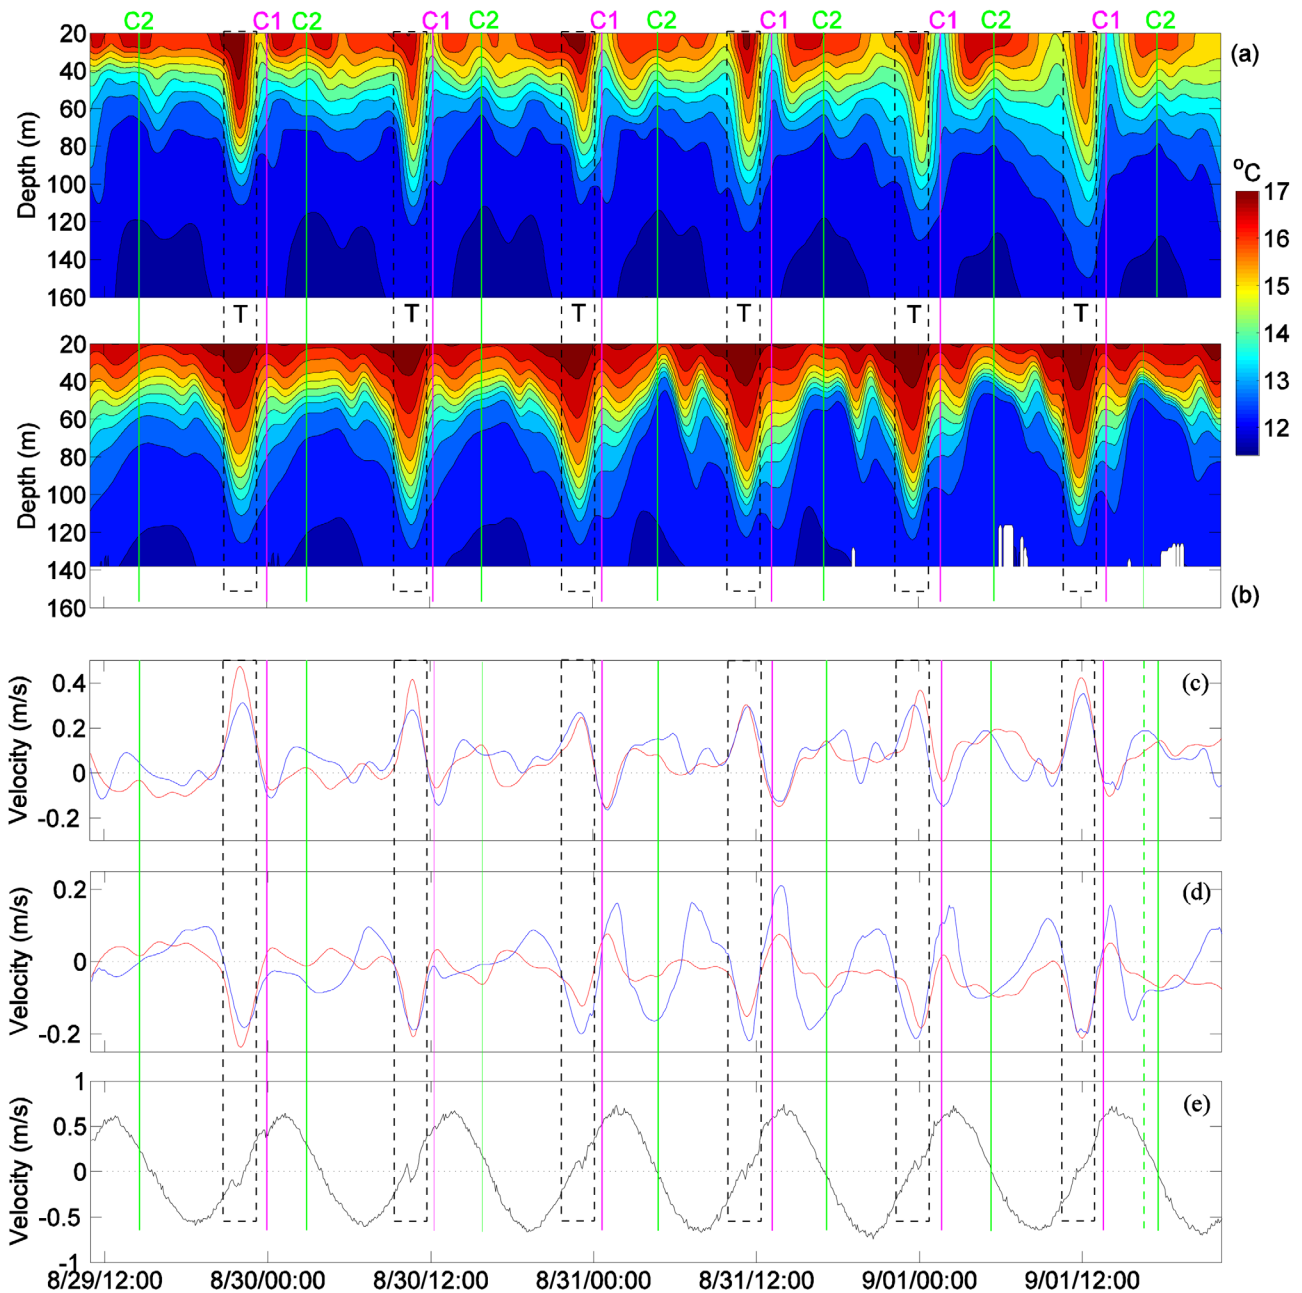 C2 C1 C2 C1 C2 C1 C2 C1 C2 C1 C2 C1 C2
(a)
20
40
60
80
100
120
140
160
Depth (m)
°C
17
16
15
14
13
12
T T T T T T
20
40
60
80
100
120
140
160
Depth (m)
(b)
0.4
0.2
0
-0.2
Velocity (m/s)
(c)
0.2
0
-0.2
Velocity (m/s)
(d)
1
0.5
0
-0.5
-1
Velocity (m/s)
(e)
8/29/12:00 8/30/00:00 8/30/12:00 8/31/00:00 8/31/12:00 9/01/00:00 9/01/12:00